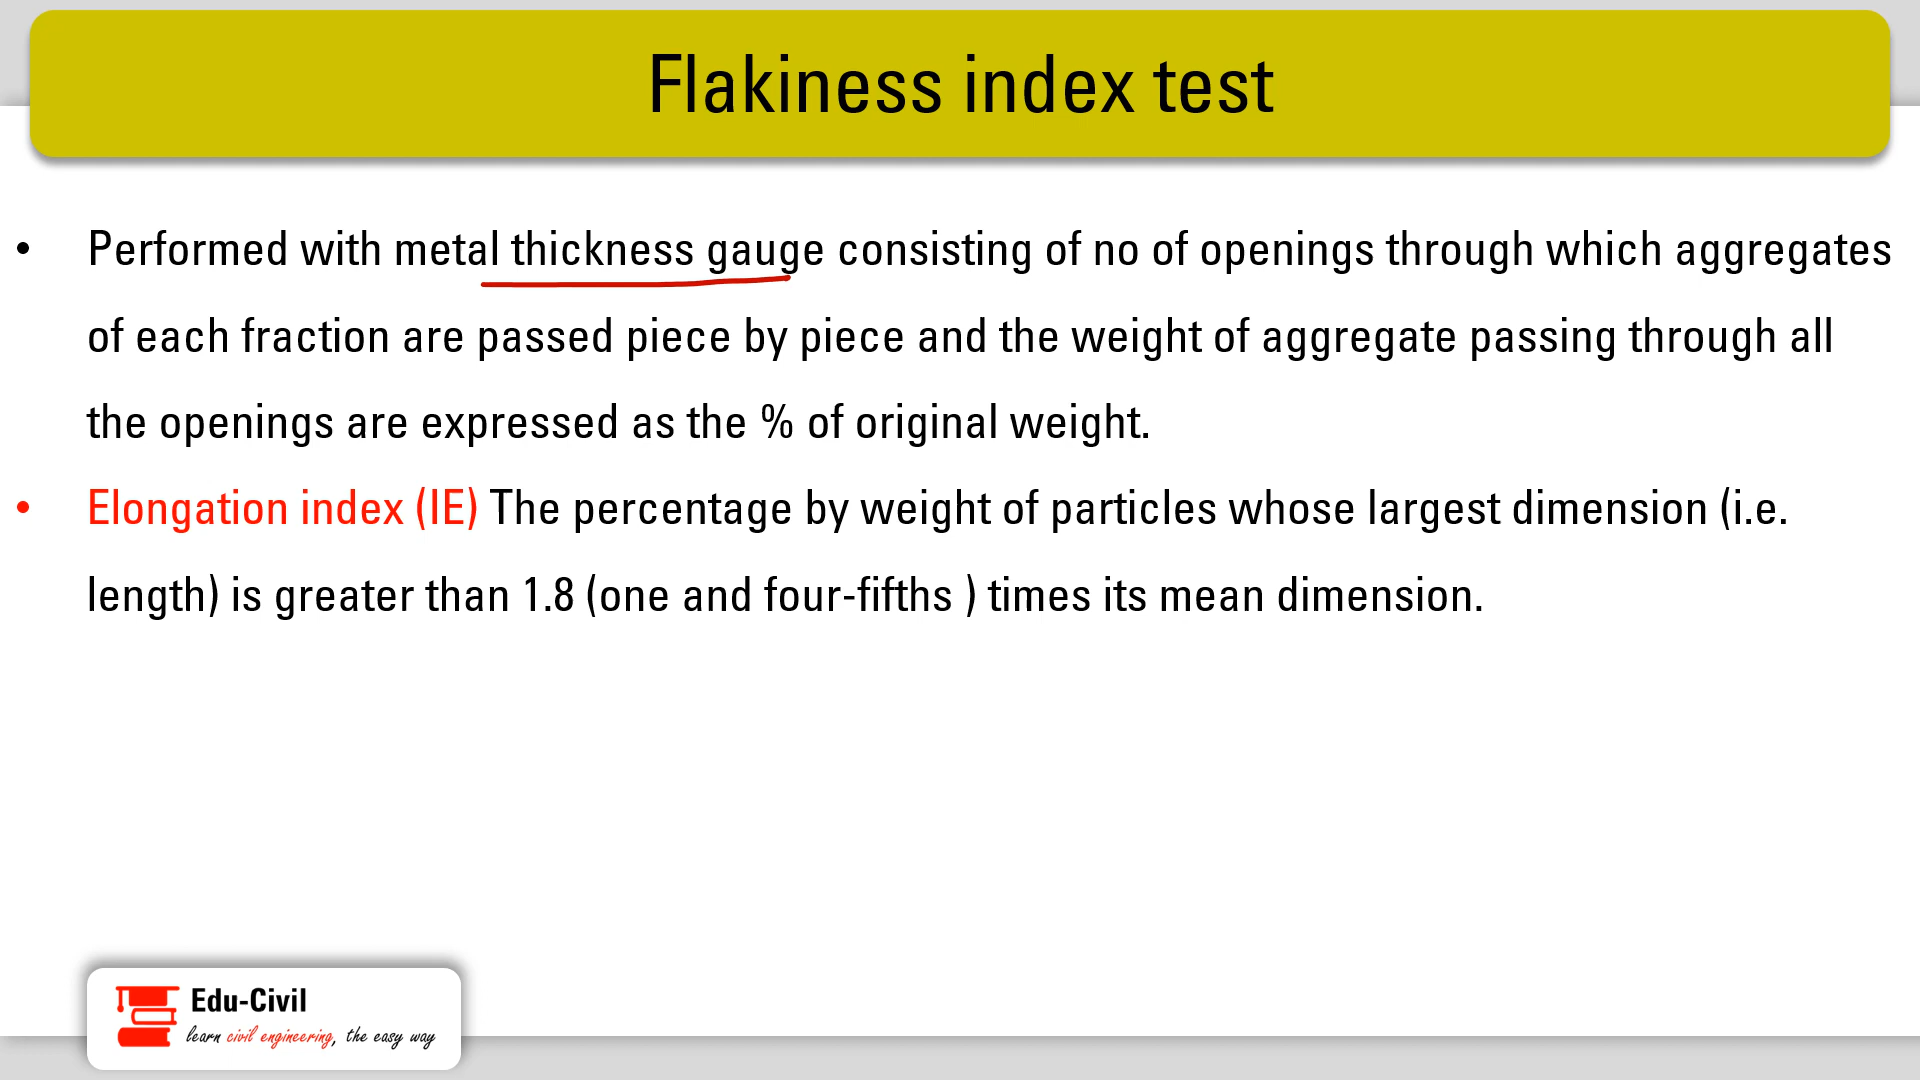 Flakiness index test
• Performed with metal thickness gauge consisting of no of openings through which aggregates
of each fraction are passed piece by piece and the weight of aggregate passing through all
the openings are expressed as the % of original weight.
• Elongation index (IE) The percentage by weight of particles whose largest dimension (i.e.
length) is greater than 1.8 (one and four-fifths ) times its mean dimension.
Edu-Civil
learn civil engineering, the easy way